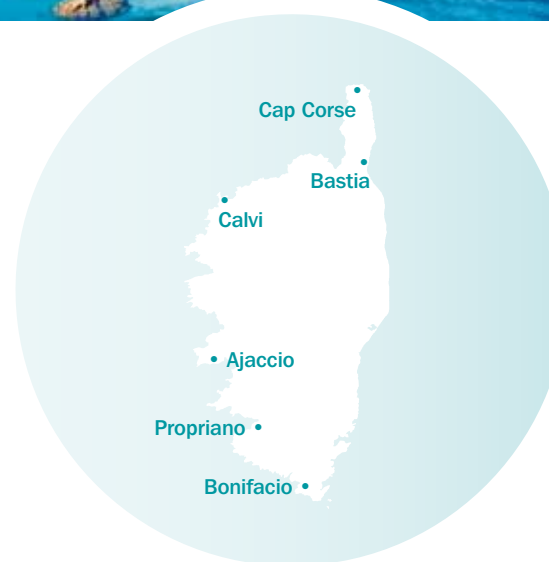 Cap Corse
Bastia
Calvi
Ajaccio
Propriano
Bonifacio